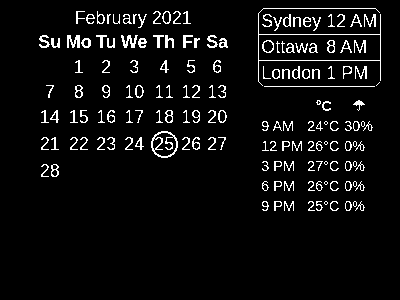 February 2021
Su Mo Tu We Th Fr Sa
1 2 3 4 5 6
7 8 9 10 11 12 13
14 15 16 17 18 19 20
21 22 23 24 25 26 27
28
Sydney 12 AM
Ottawa 8 AM
London 1 PM
°C ☂
9 AM 24°C 30%
12 PM 26°C 0%
3 PM 27°C 0%
6 PM 26°C 0%
9 PM 25°C 0%